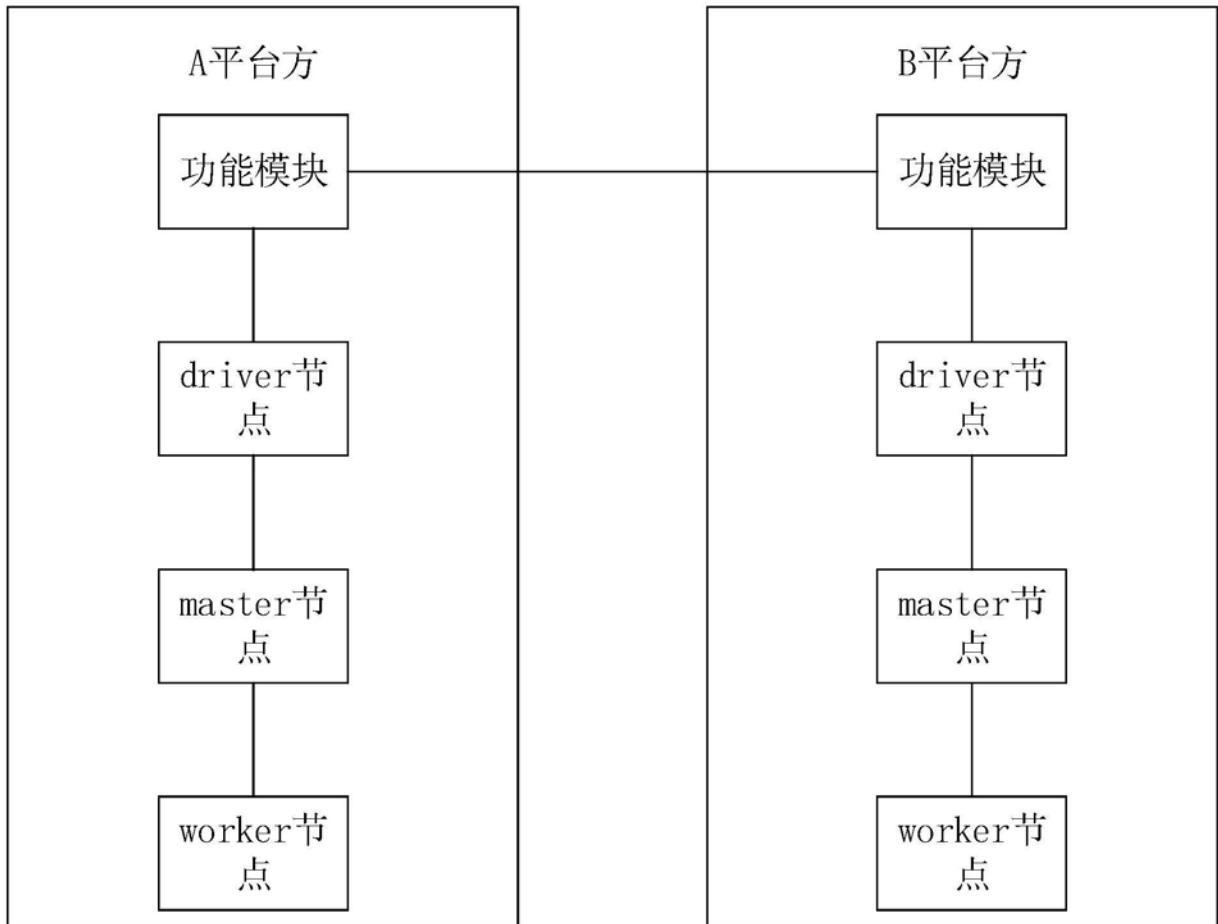 A平台方
功能模块
driver节
点
master节
点
worker节
点
B平台方
功能模块
driver节
点
master节
点
worker节
点